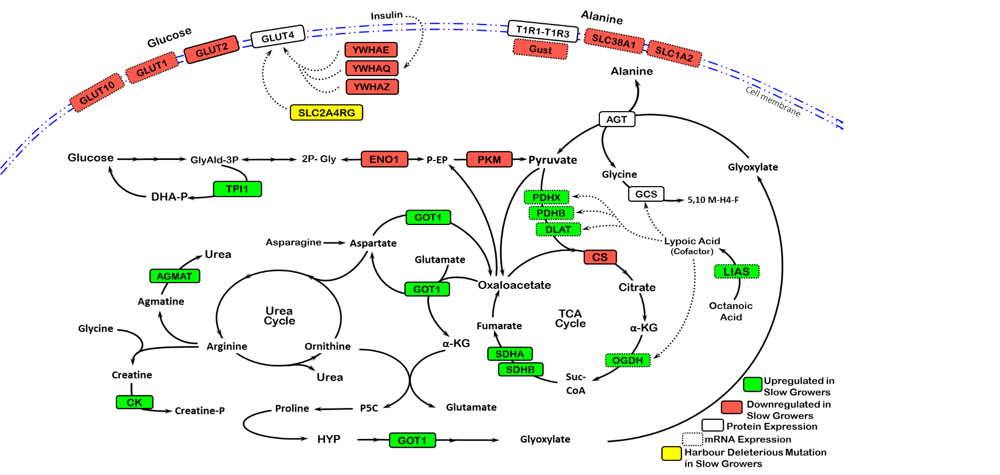 Insulin
Alanine
Glucose
T1R1-T1R3
GLUT4
GLUT2
GLUT1
GLUT10
YWHAE
YWHAQ
YWHAZ
Gust
SLC38A1
SLC1A2
Alanine
Cell membrane
SLC2A4RG
AGT
Glucose
GlyAld-3P
2P- Gly
ENO1
P-EP
PKM
Pyruvate
Glycine
Glyoxylate
TPI1
DHA-P
PDHX
GCS
5,10 M-H4-F
PDHB
GOT1
DLAT
Asparagine
Aspartate
Lypoic Acid
(Cofactor)
Urea
Glutamate
CS
LIAS
AGMAT
GOT1
Oxaloacetate
Citrate
Agmatine
Urea
Cycle
TCA
Cycle
Octanoic
Acid
Glycine
Fumarate
α-KG
Arginine
Ornithine
α-KG
SDHA
OGDH
SDHB
Creatine
Urea
Suc-
CoA
CK
Creatine-P
Proline
P5C
Glutamate
HYP
GOT1
Glyoxylate
Upregulated in
Slow Growers
Downregulated in
Slow Growers
Protein Expression
mRNA Expression
Harbour Deleterious Mutation
in Slow Growers